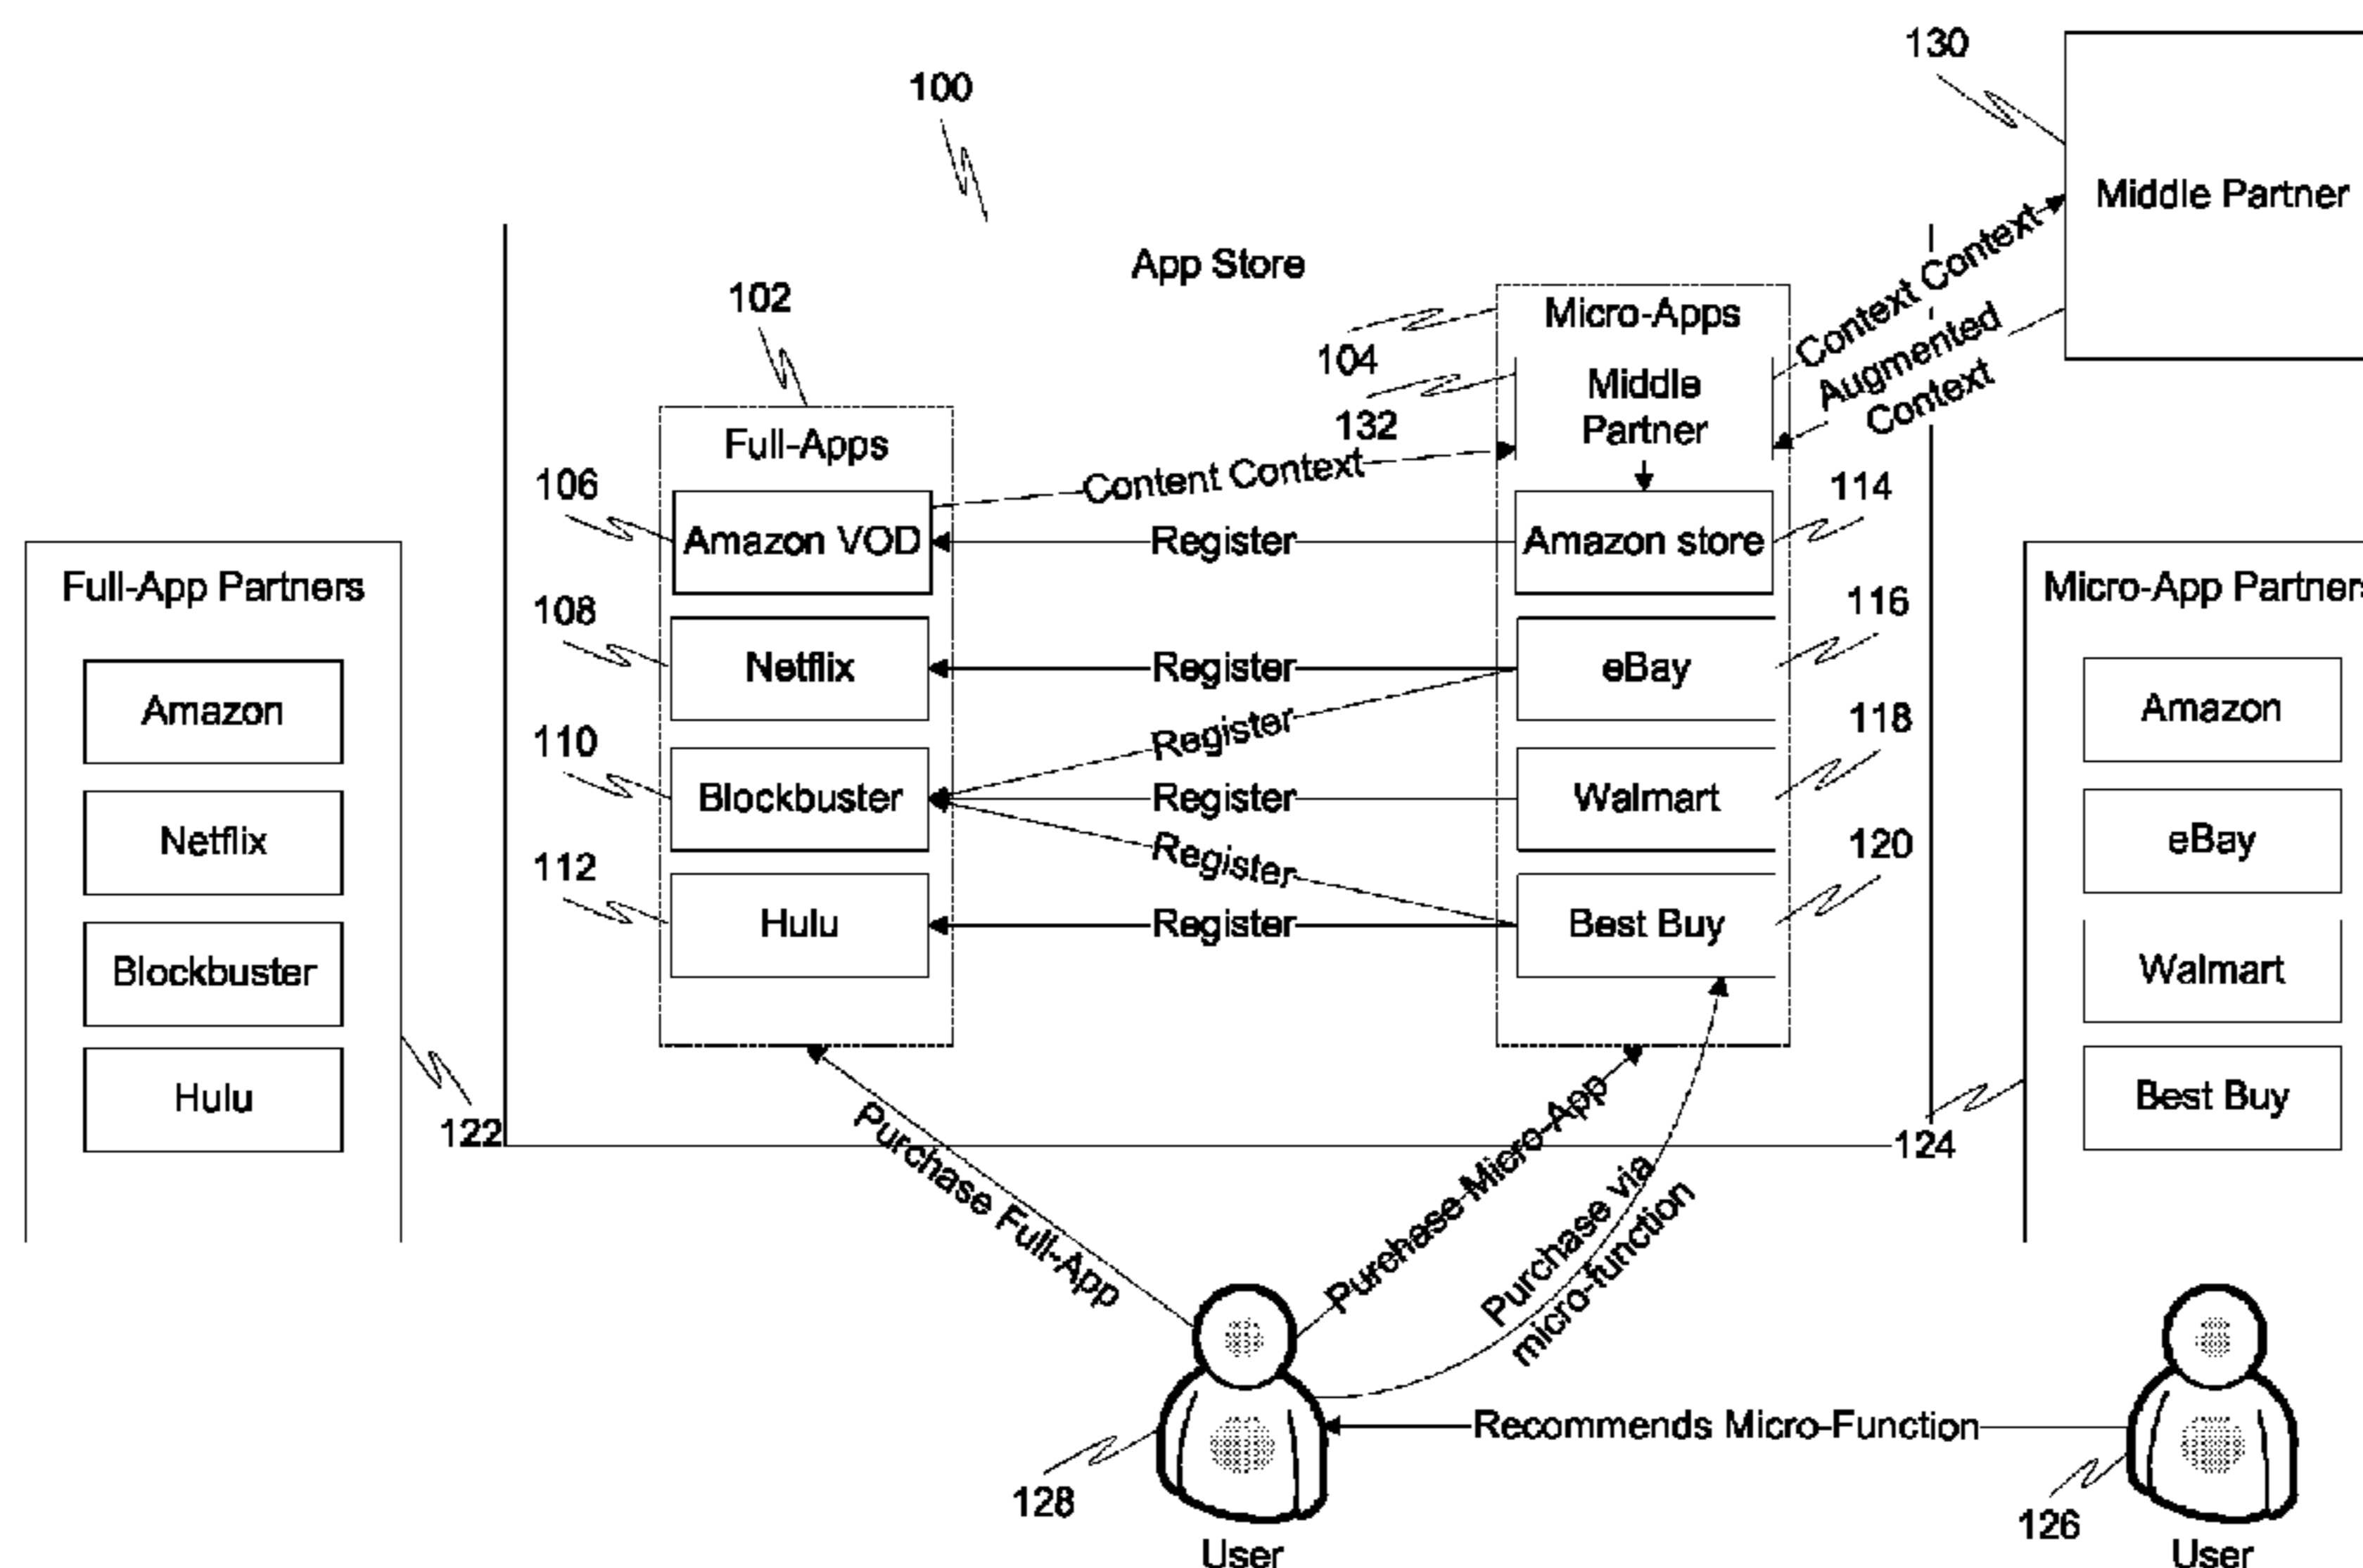 130
100
Middle Partner
App Store
102
Micro-Apps
104
Context Context
Augmented
Context
Middle
Partner
132
Full-Apps
Content Context
106
114
Amazon VOD
Register
Amazon store
Full-App Partners
Micro-App Partners
108
116
Netflix
Register
eBay
Amazon
Amazon
Register
110
118
Blockbuster
Register
Walmart
Netflix
eBay
Register
112
120
Hulu
Register
Best Buy
Blockbuster
Walmart
Hulu
Best Buy
122
124
Purchase Full-App
Purchase Micro-App
Purchase via
micro-function
Recommends Micro-Function
128
126
User
User